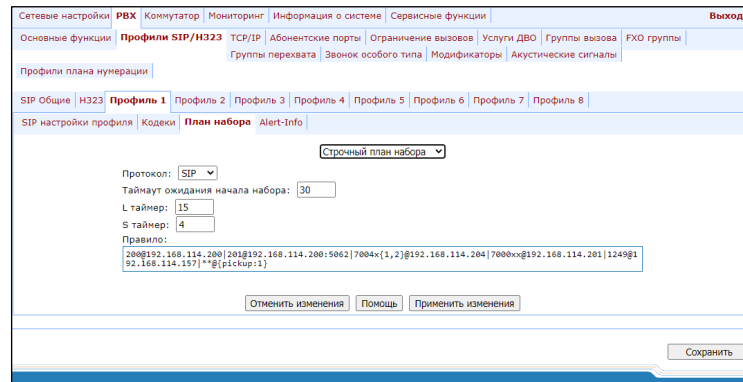 Сетевые настройки PBX Коммутатор Мониторинг Информация о системе Сервисные функции Выход
Основные функции Профили SIP/H323 TCP/IP Абонентские порты Ограничение вызовов Услуги ДВО Группы вызова FXO группы
Группы перехвата Звонок особого типа Модификаторы Акустические сигналы
Профили плана нумерации
SIP Общие H323 Профиль 1 Профиль 2 Профиль 3 Профиль 4 Профиль 5 Профиль 6 Профиль 7 Профиль 8
SIP настройки профиля Кодеки План набора Alert-Info
Строчный план набора
Протокол: SIP
Таймаут ожидания начала набора: 30
L таймер: 15
S таймер: 4
Правило:
200@192.168.114.200|201@192.168.114.200:5062|7004x{1,2}@192.168.114.204|7000xx@192.168.114.201|1249@1
92.168.114.157|**@{pickup:1}
Отменить изменения Помощь Применить изменения
Сохранить